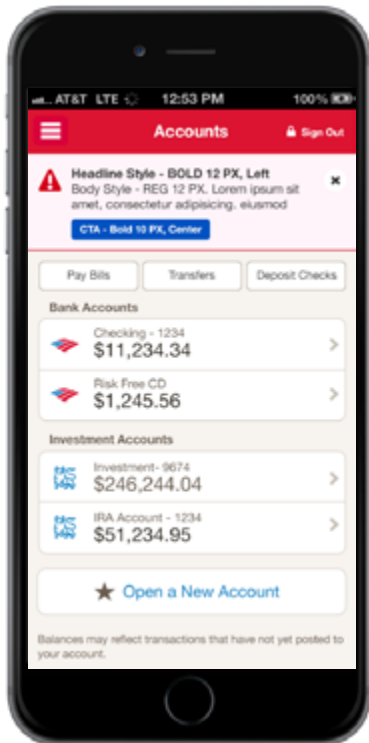 AT&T LTE 12:53 PM 100%
Accounts Sign Out
Headline Style - BOLD 12 PX, Left
Body Style - REG 12 PX. Lorem ipsum sit
amet, consectetur adipisicing. eiusmod
CTA - Bold 10 PX, Center
Pay Bills Transfers Deposit Checks
Bank Accounts
Checking - 1234
$11,234.34
Risk Free CD
$1,245.56
Investment Accounts
Investment- 9674
$246,244.04
IRA Account - 1234
$51,234.95
Open a New Account
Balances may reflect transactions that have not yet posted to
your account.